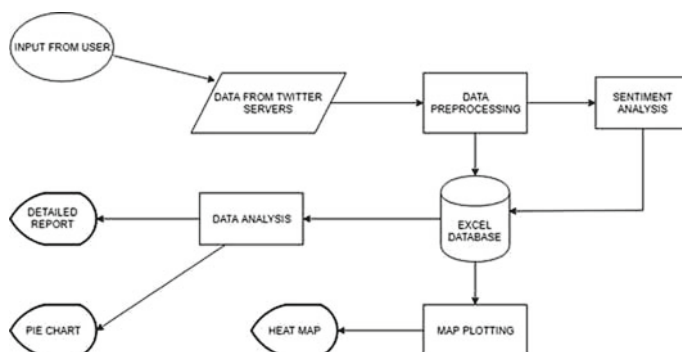 INPUT FROM USER
DATA FROM TWITTER
SERVERS
DATA
PREPROCESSING
SENTIMENT
ANALYSIS
DETAILED
REPORT
DATA ANALYSIS
EXCEL
DATABASE
PIE CHART
HEAT MAP
MAP PLOTTING